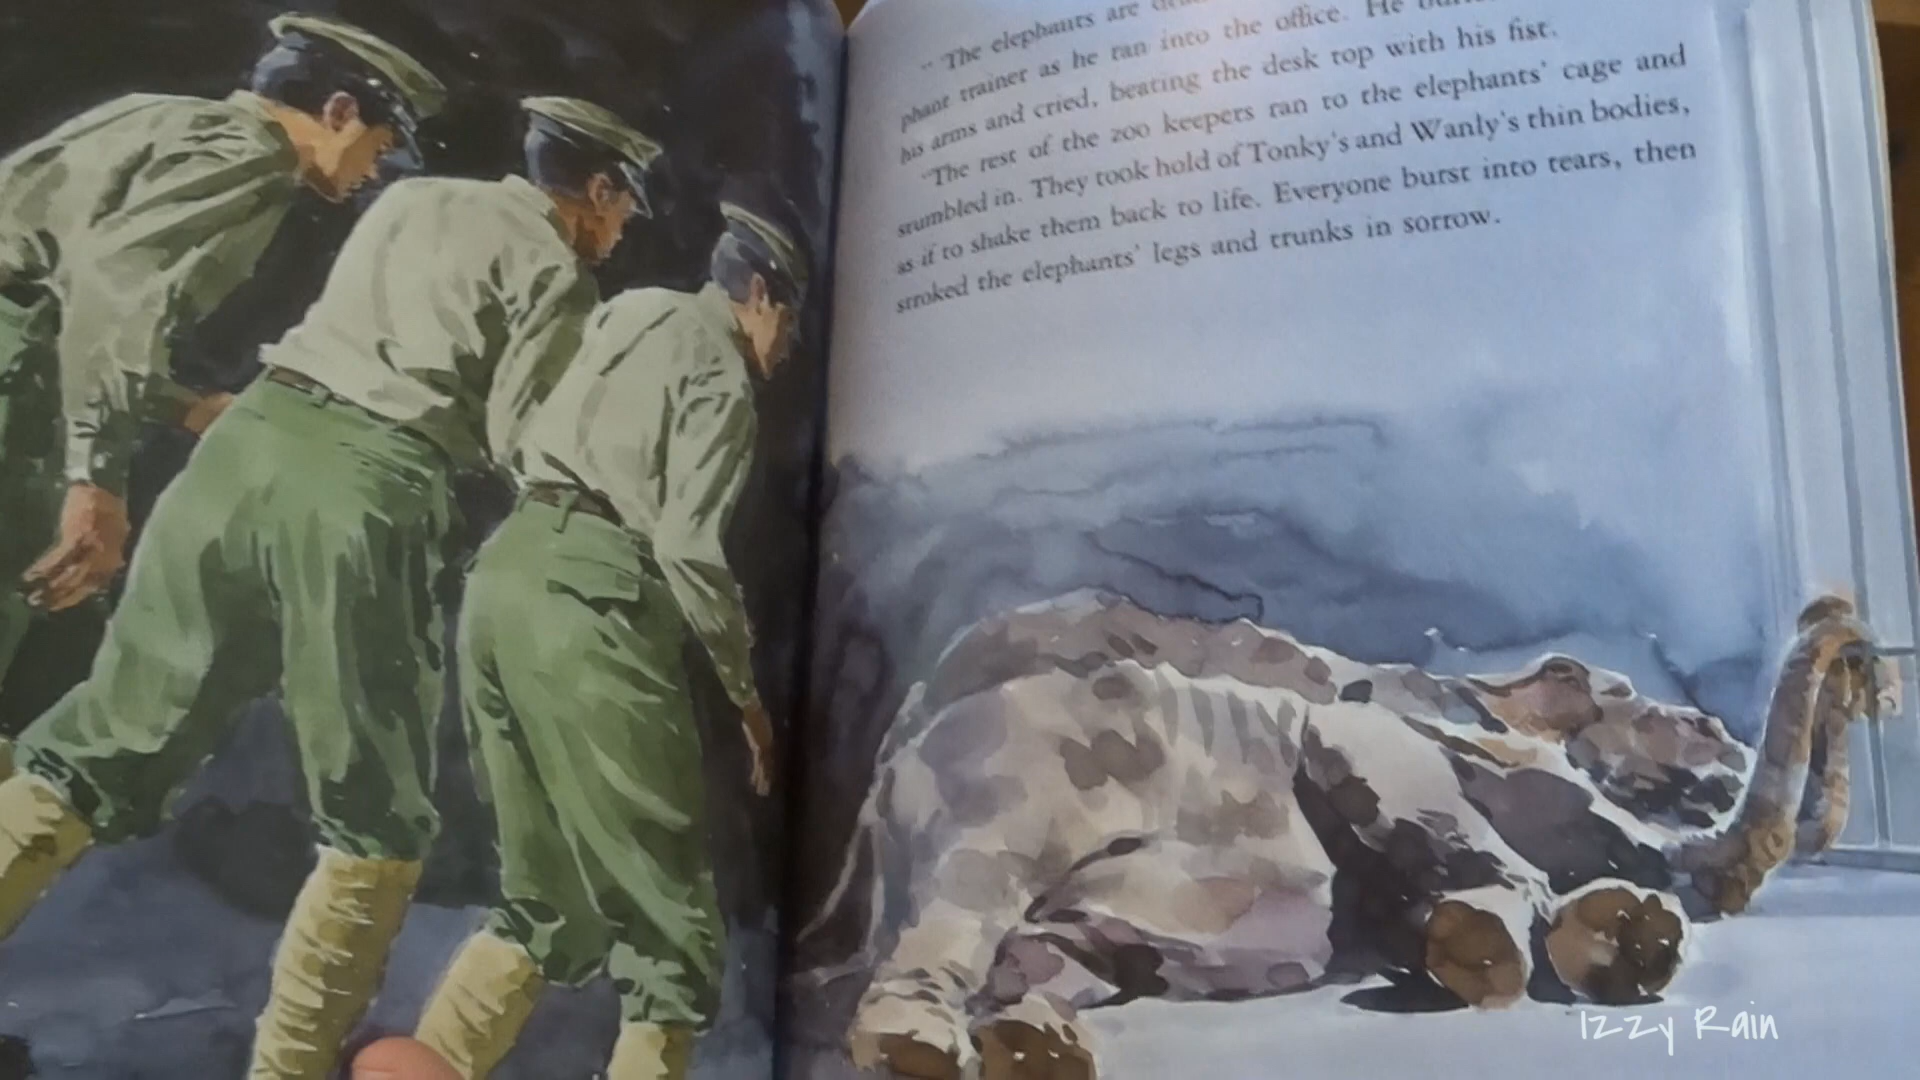 " The elephants are
phant trainer as he ran into the office. He
his arms and cried, beating the desk top with his fist.
"The rest of the zoo keepers ran to the elephants' cage and
stumbled in. They took hold of Tonky's and Wanly's thin bodies,
as if to shake them back to life. Everyone burst into tears, then
stroked the elephants' legs and trunks in sorrow.
Izzy Rain